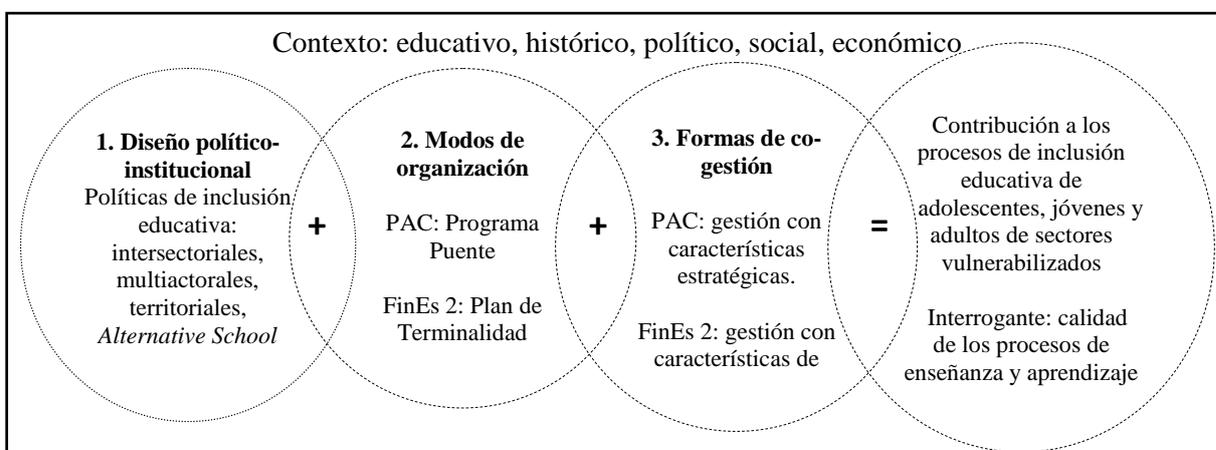 Contexto: educativo, histórico, político, social, económico
1. Diseño político-
institucional
Políticas de inclusión
educativa:
intersectoriales,
multiactorales,
territoriales,
Alternative School
+
2. Modos de
organización
PAC: Programa
Puente
FinEs 2: Plan de
Terminalidad
+
3. Formas de co-
gestión
PAC: gestión con
características
estratégicas.
FinEs 2: gestión con
características de
=
Contribución a los
procesos de inclusión
educativa de
adolescentes, jóvenes y
adultos de sectores
vulnerabilizados
Interrogante: calidad
de los procesos de
enseñanza y aprendizaje